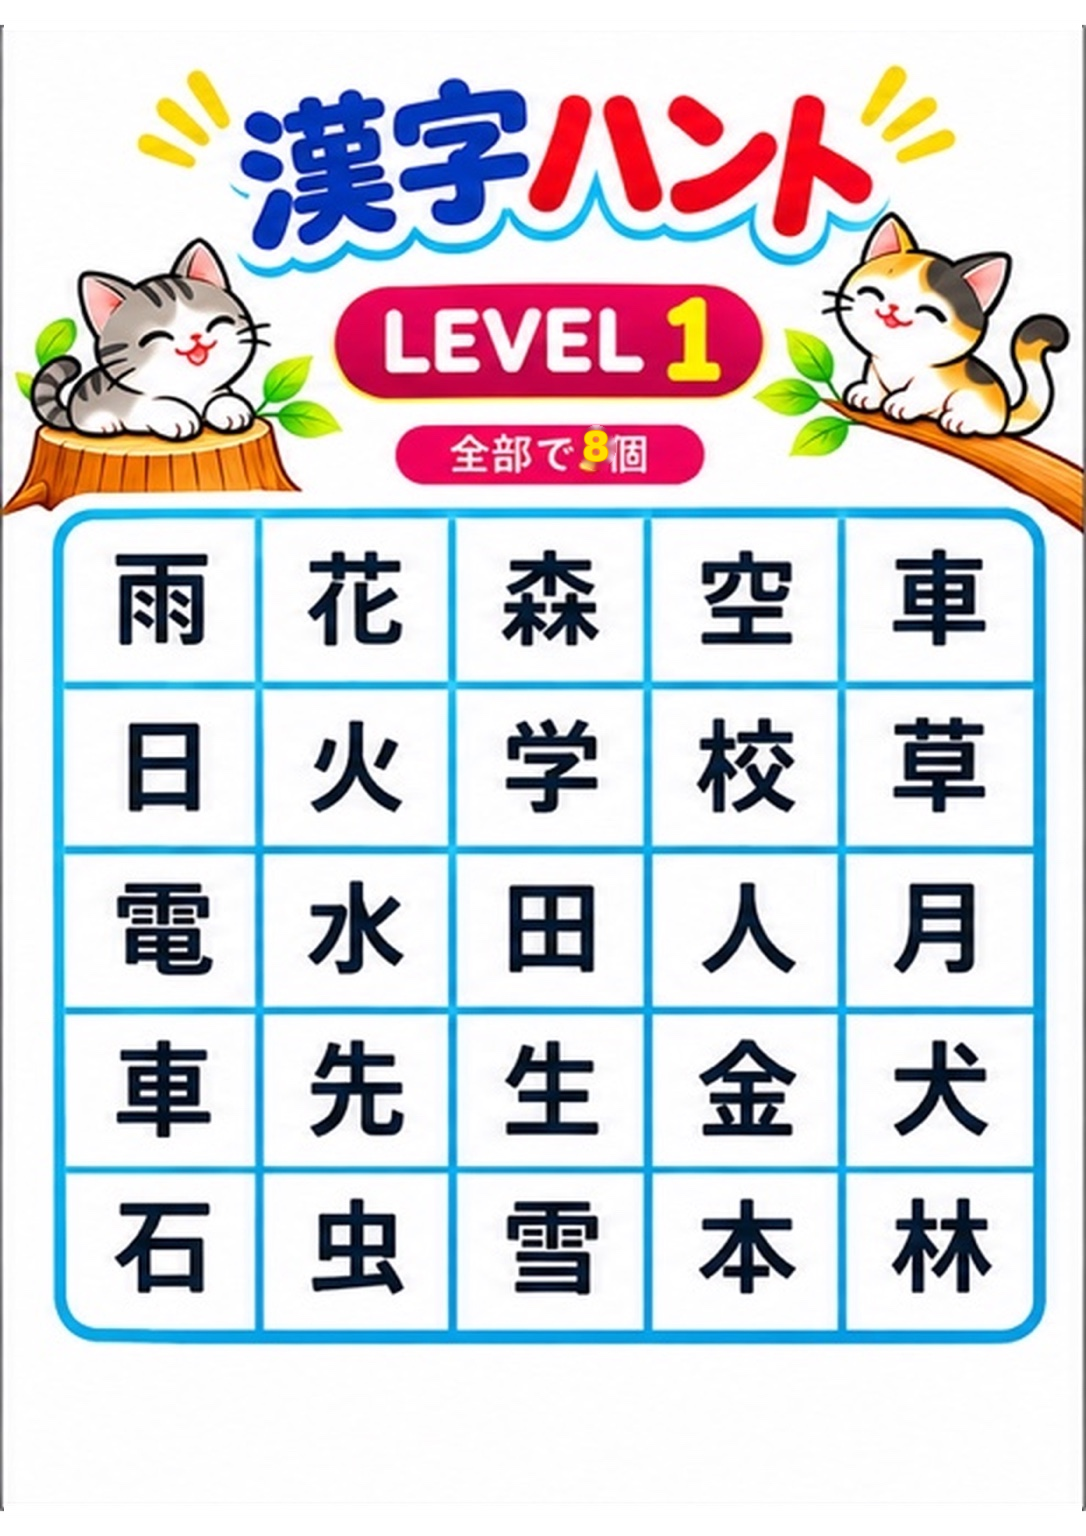 漢字ハント
LEVEL 1
全部で8個
雨 花 森 空 車
日 火 学 校 草
電 水 田 人 月
車 先 生 金 犬
石 虫 雪 本 林